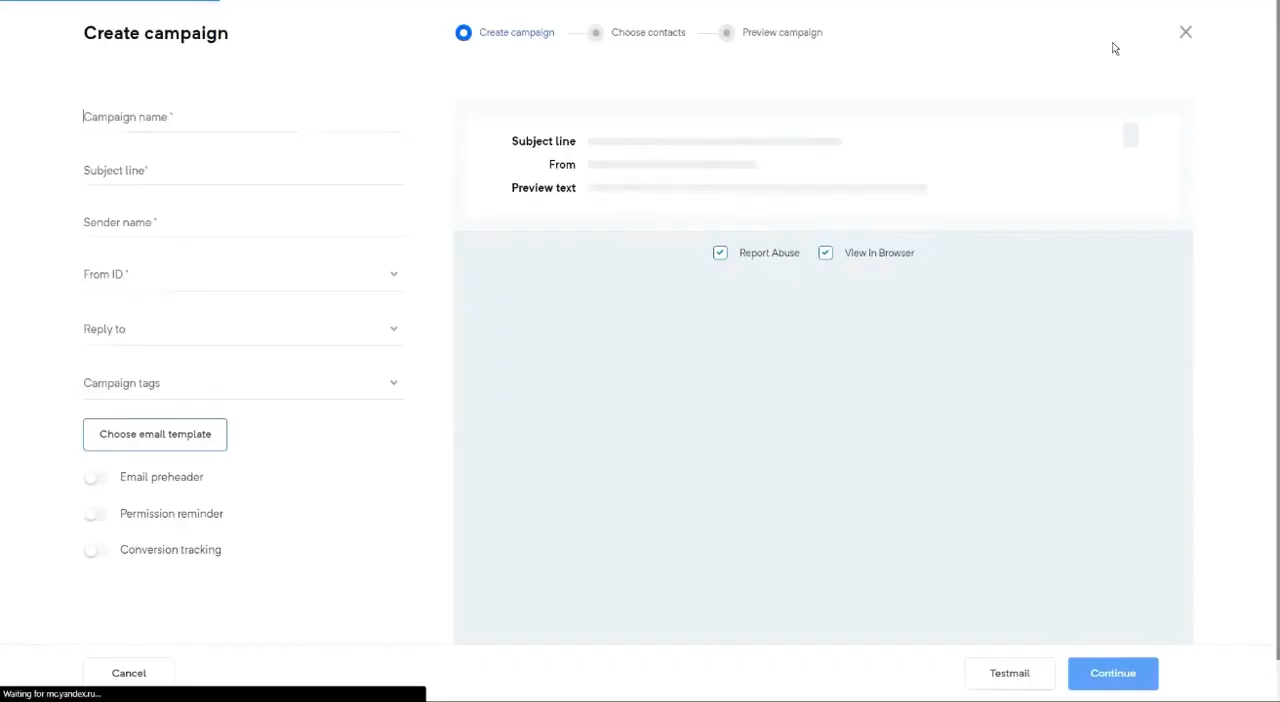 Create campaign
Create campaign
Choose contacts
Preview campaign
Campaign name *
Subject line*
Sender name *
From ID *
Reply to
Campaign tags
Choose email template
Email preheader
Permission reminder
Conversion tracking
Subject line
From
Preview text
Report Abuse
View In Browser
Cancel
Testmail
Continue
Waiting for mc.yandex.ru...